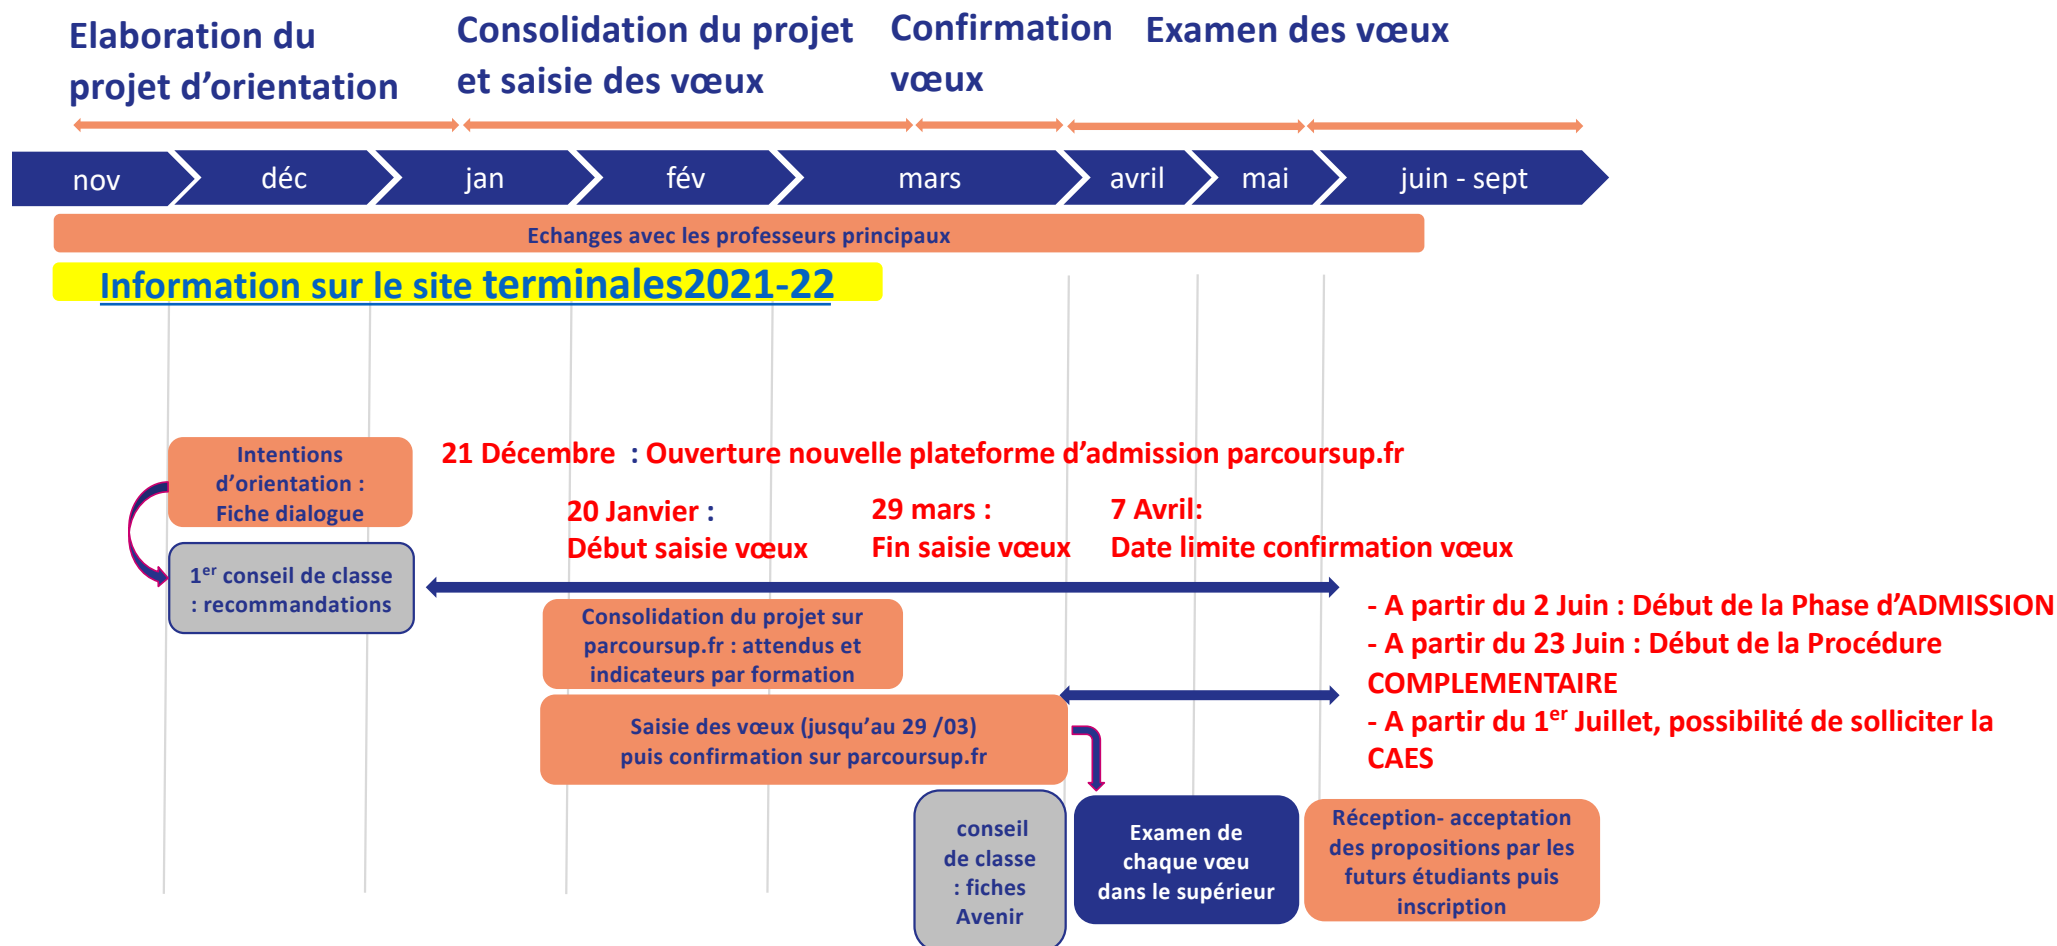 Elaboration du
projet d’orientation
Consolidation du projet
et saisie des vœux
Confirmation
vœux
Examen des vœux
nov
déc
jan
fév
mars
avril
mai
juin - sept
Echanges avec les professeurs principaux
Information sur le site terminales2021-22
Intentions
d’orientation :
Fiche dialogue
1er conseil de classe
: recommandations
21 Décembre  : Ouverture nouvelle plateforme d’admission parcoursup.fr
20 Janvier :
Début saisie vœux
29 mars :
Fin saisie vœux
7 Avril:
Date limite confirmation vœux
Consolidation du projet sur
parcoursup.fr : attendus et
indicateurs par formation
Saisie des vœux (jusqu’au 29 /03)
puis confirmation sur parcoursup.fr
- A partir du 2 Juin : Début de la Phase d’ADMISSION
- A partir du 23 Juin : Début de la Procédure
COMPLEMENTAIRE
- A partir du 1er Juillet, possibilité de solliciter la
CAES
conseil
de classe
: fiches
Avenir
Examen de
chaque vœu
dans le supérieur
Réception- acceptation
des propositions par les
futurs étudiants puis
inscription